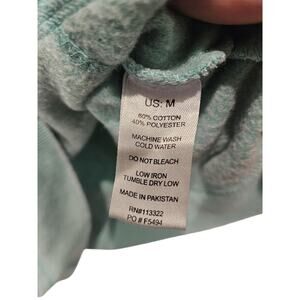 US: M
60% COTTON
40% POLYESTER
MACHINE WASH
COLD WATER
DO NOT BLEACH
LOW IRON
TUMBLE DRY LOW
MADE IN PAKISTAN
RN#113322
PO # F5494